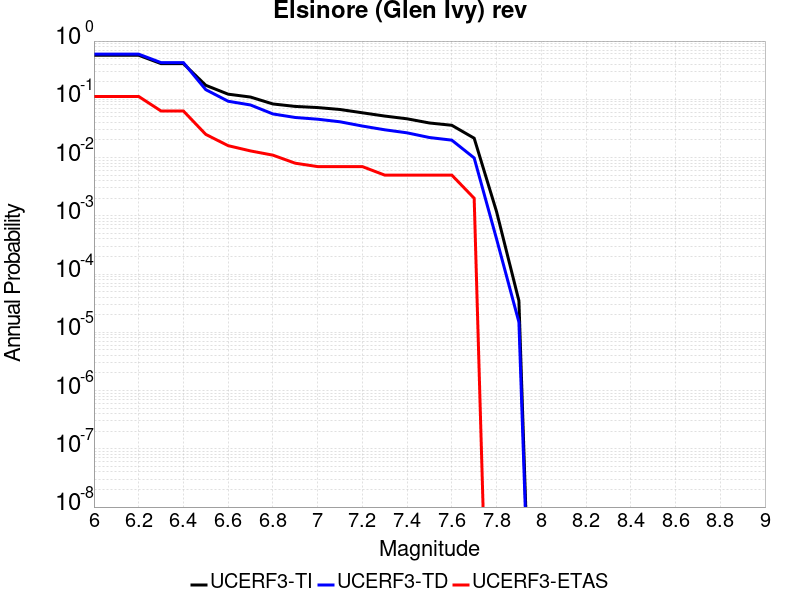 Elsinore (Glen Ivy) rev
Annual Probability
10^0
10^-1
10^-2
10^-3
10^-4
10^-5
10^-6
10^-7
10^-8
6 6.2 6.4 6.6 6.8 7 7.2 7.4 7.6 7.8 8 8.2 8.4 8.6 8.8 9
Magnitude
UCERF3-TI UCERF3-TD UCERF3-ETAS